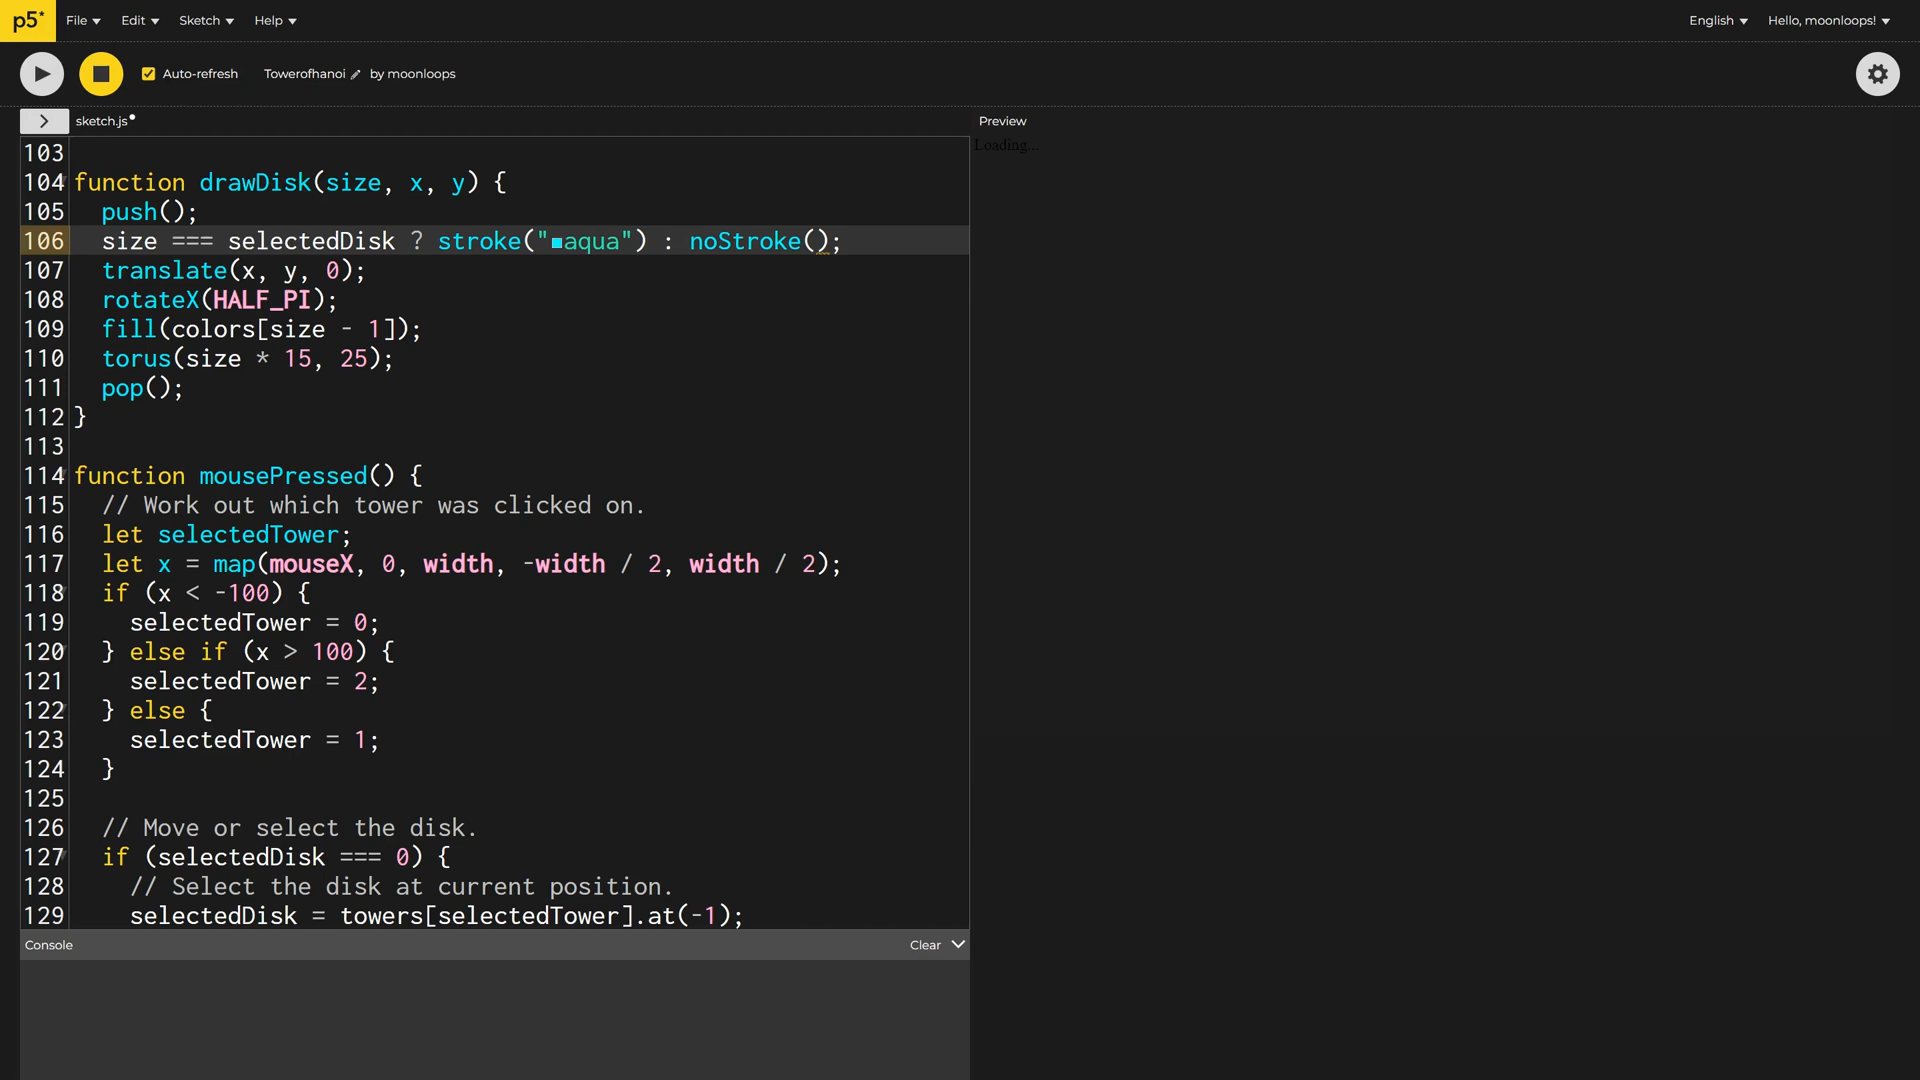 p5* File Edit Sketch Help English Hello, moonloops!
Auto-refresh Towerofhanoi by moonloops
sketch.js Preview
Loading...
103
104 function drawDisk(size, x, y) {
105 push();
106 size === selectedDisk ? stroke("aqua") : noStroke();
107 translate(x, y, 0);
108 rotateX(HALF_PI);
109 fill(colors[size - 1]);
110 torus(size * 15, 25);
111 pop();
112 }
113
114 function mousePressed() {
115 // Work out which tower was clicked on.
116 let selectedTower;
117 let x = map(mouseX, 0, width, -width / 2, width / 2);
118 if (x < -100) {
119 selectedTower = 0;
120 } else if (x > 100) {
121 selectedTower = 2;
122 } else {
123 selectedTower = 1;
124 }
125
126 // Move or select the disk.
127 if (selectedDisk === 0) {
128 // Select the disk at current position.
129 selectedDisk = towers[selectedTower].at(-1);
Console Clear